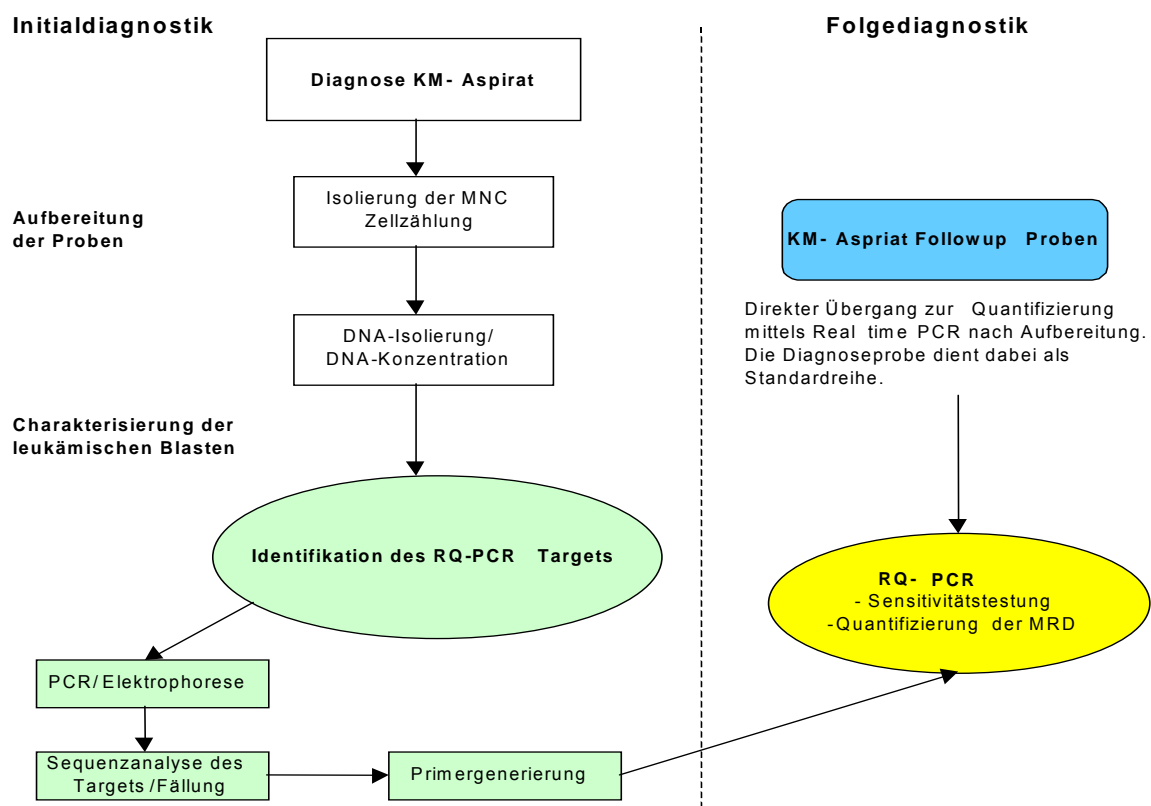 Initialdiagnostik
Folgediagnostik
Diagnose KM- Aspirat
Isolierung der MNC
Zellzählung
Aufbereitung
der Proben
DNA-Isolierung/
DNA-Konzentration
Charakterisierung der
leukämischen Blasten
Identifikation des RQ-PCR Targets
PCR/Elektrophorese
Sequenzanalyse des
Targets /Fällung
Primergenerierung
KM- Aspriat Followup Proben
Direkter Übergang zur Quantifizierung
mittels Real time PCR nach Aufbereitung.
Die Diagnoseprobe dient dabei als
Standardreihe.
RQ- PCR
- Sensitivitätstestung
-Quantifizierung der MRD